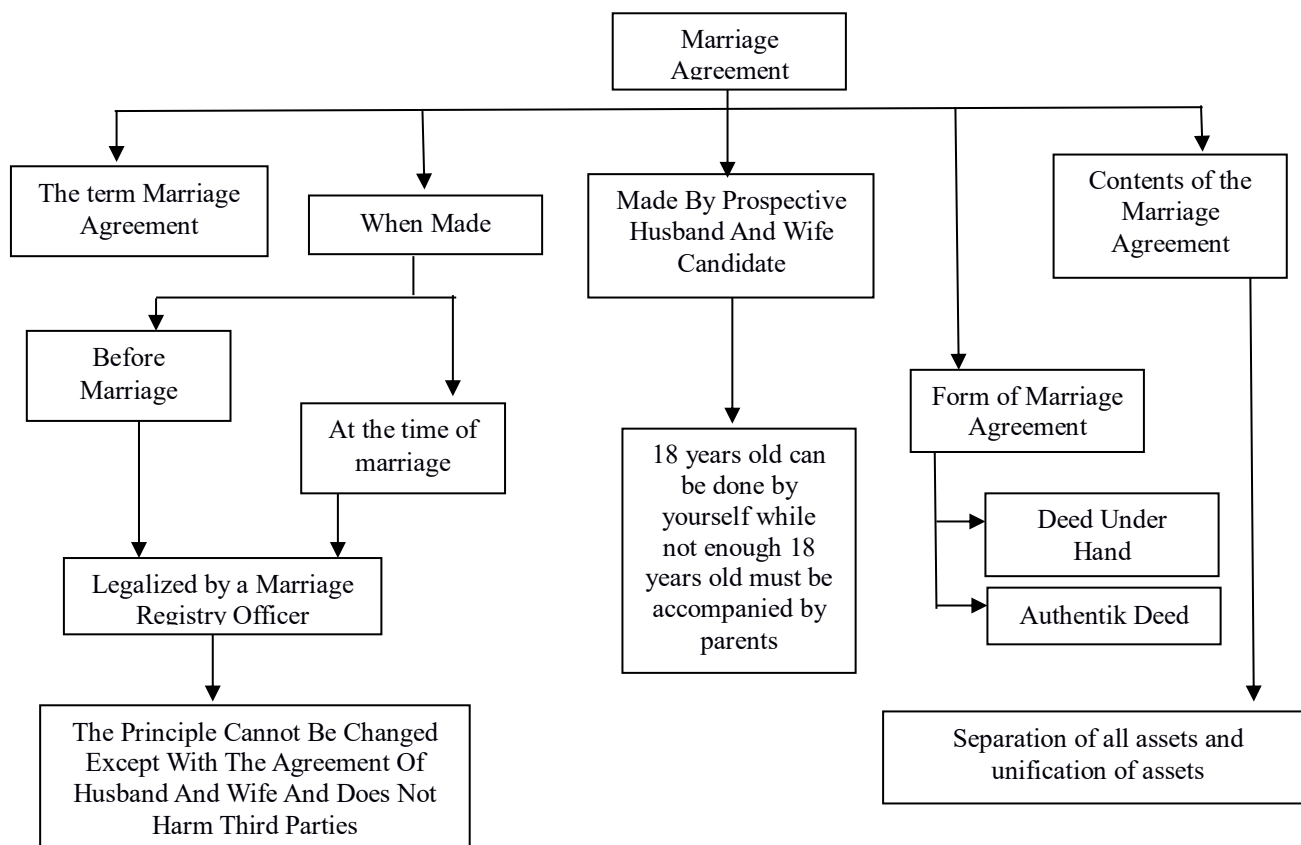 Marriage
Agreement
The term Marriage
Agreement
When Made
Made By Prospective
Husband And Wife
Candidate
Contents of the
Marriage
Agreement
Before
Marriage
At the time of
marriage
18 years old can
be done by
yourself while
not enough 18
years old must be
accompanied by
parents
Form of Marriage
Agreement
Deed Under
Hand
Authentik Deed
Legalized by a Marriage
Registry Officer
The Principle Cannot Be Changed
Except With The Agreement Of
Husband And Wife And Does Not
Harm Third Parties
Separation of all assets and
unification of assets